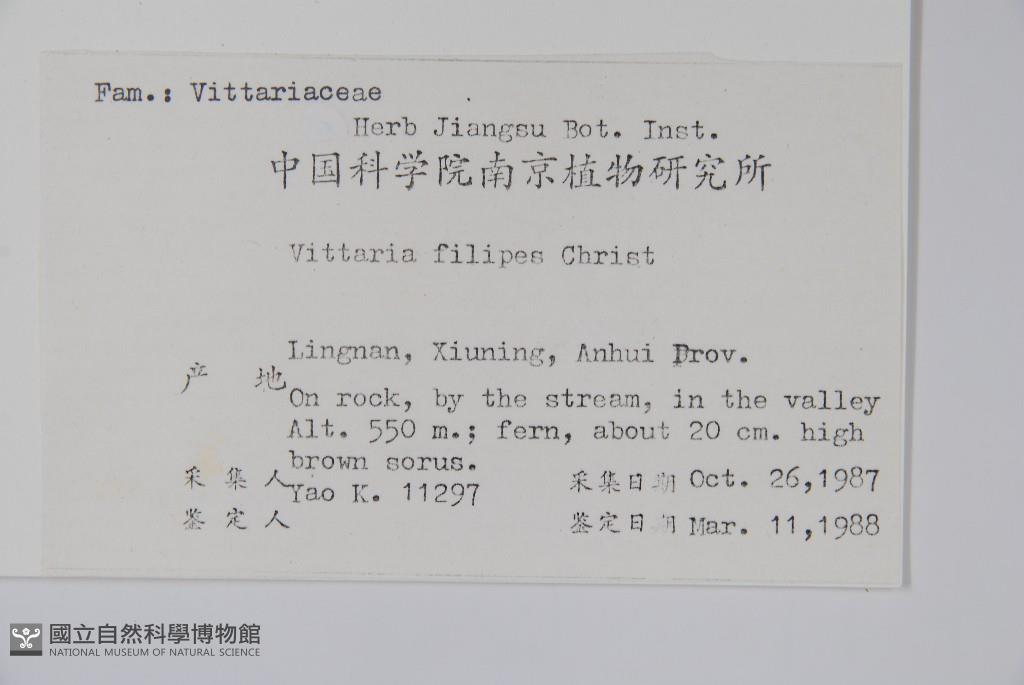 Fam.: Vittariaceae
Herb Jiangsu Bot. Inst.
中国科学院南京植物研究所
Vittaria filipes Christ
Lingnan, Xiuning, Anhui Prov.
产 地
On rock, by the stream, in the valley
Alt. 550 m.; fern, about 20 cm. high
brown sorus.
采 集 人 Yao K. 11297 采集日期 Oct. 26,1987
鉴 定 人 鉴定日期 Mar. 11,1988
國立自然科學博物館
NATIONAL MUSEUM OF NATURAL SCIENCE